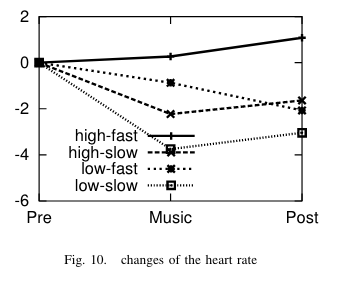 2
0
-2
-4
-6
high-fast
high-slow
low-fast
low-slow
Pre Music Post
Fig. 10. changes of the heart rate